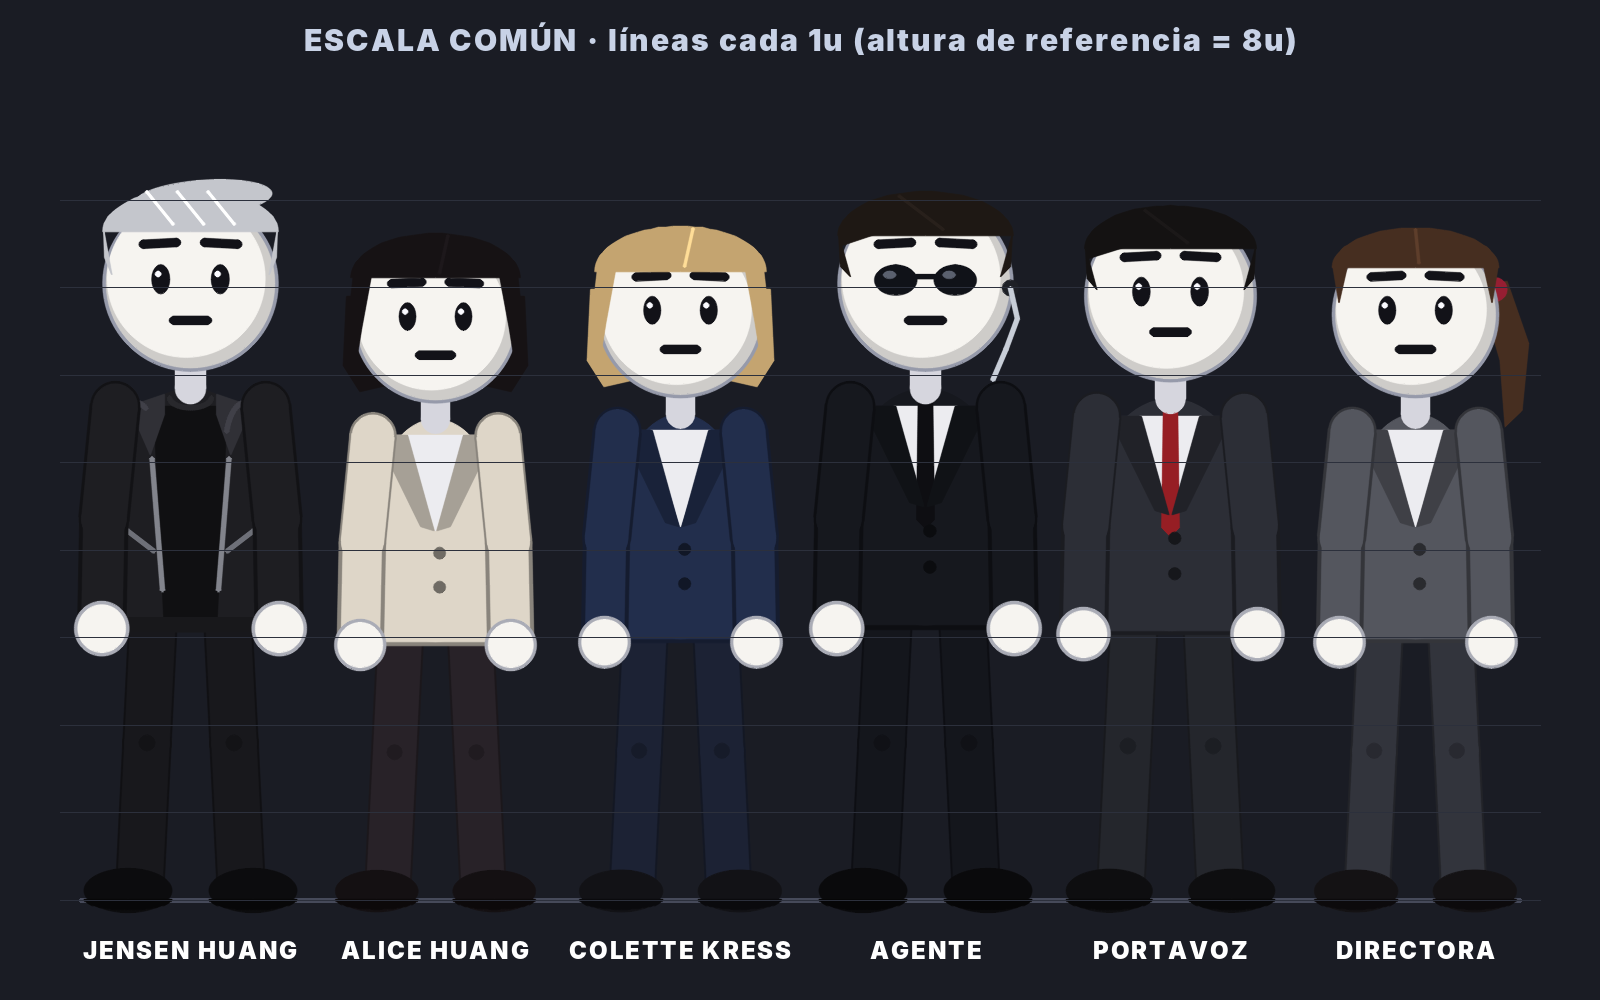 ESCALA COMÚN · líneas cada 1u (altura de referencia = 8u)
JENSEN HUANG
ALICE HUANG
COLETTE KRESS
AGENTE
PORTAVOZ
DIRECTORA